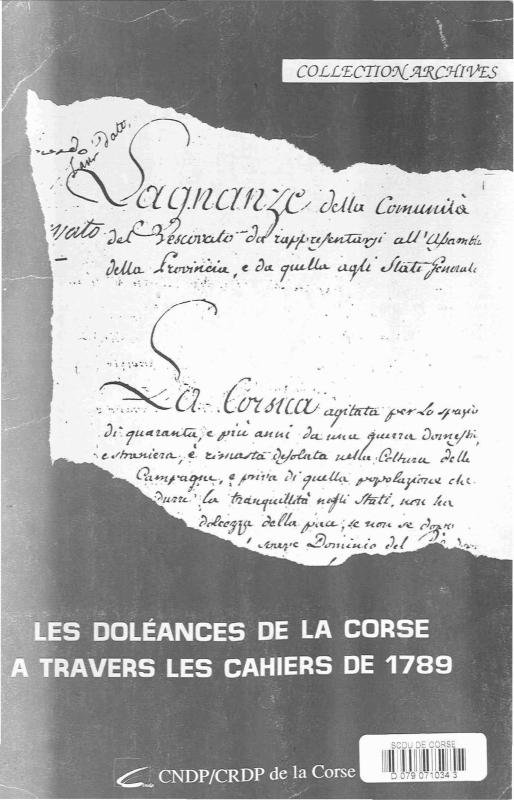 COLLECTION ARCHIVES
Lagnanze della Comunità
vato del Vescovato da rappresentarsi all'Assamble
della Provincia, e da quella agli Stati Generali
La Corsica agitata per lo spazio
di quaranta, e più anni da una guerra domesti,
e straniera, è rimasta desolata nella Coltura delle
Campagne, e priva di quella popolazione che
durre la tranquillità negli Stati, non ha
dolcezza della pace, se non se dopo
Dominio del
LES DOLÉANCES DE LA CORSE
A TRAVERS LES CAHIERS DE 1789
CNDP/CRDP de la Corse
SCDU DE CORSE
D 079 071034 3